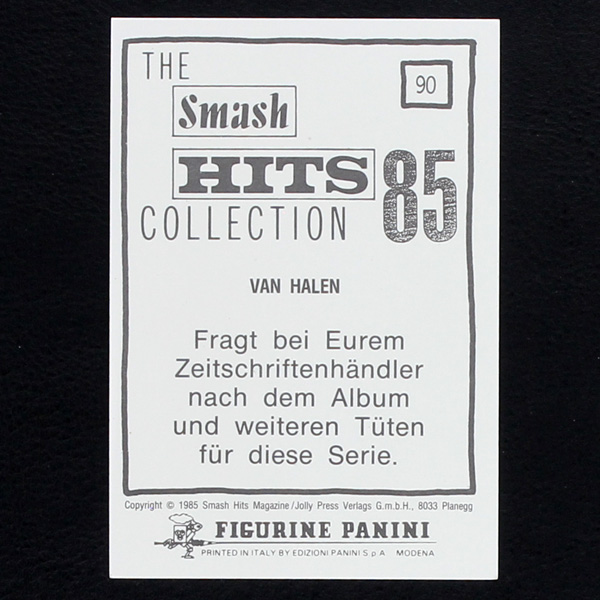 THE
90
Smash
HITS 85
COLLECTION
VAN HALEN
Fragt bei Eurem
Zeitschriftenhändler
nach dem Album
und weiteren Tüten
für diese Serie.
Copyright © 1985 Smash Hits Magazine/Jolly Press Verlags G.m.b.H., 8033 Planegg
FIGURINE PANINI
PRINTED IN ITALY BY EDIZIONI PANINI S.p.A. MODENA